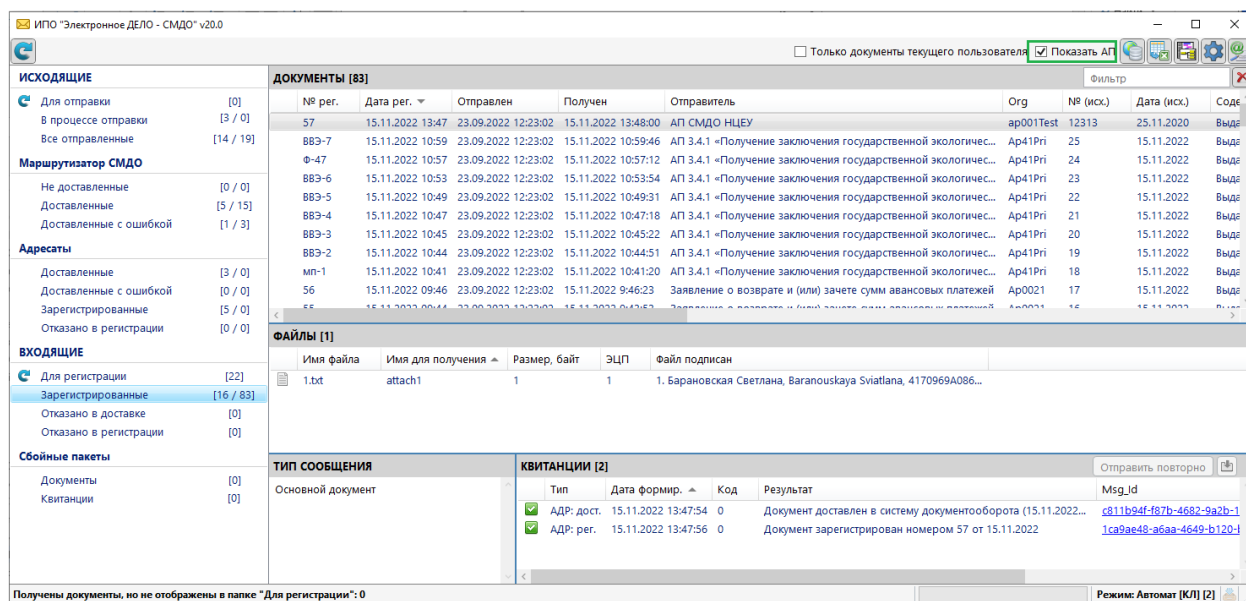 ИПО "Электронное ДЕЛО - СМДО" v20.0
Только документы текущего пользователя Показать АП
ИСХОДЯЩИЕ
Для отправки [0]
В процессе отправки [3 / 0]
Все отправленные [14 / 19]
Маршрутизатор СМДО
Не доставленные [0 / 0]
Доставленные [5 / 15]
Доставленные с ошибкой [1 / 3]
Адресаты
Доставленные [3 / 0]
Доставленные с ошибкой [0 / 0]
Зарегистрированные [5 / 0]
Отказано в регистрации [0 / 0]
ВХОДЯЩИЕ
Для регистрации [22]
Зарегистрированные [16 / 83]
Отказано в доставке [0]
Отказано в регистрации [0]
Сбойные пакеты
Документы [0]
Квитанции [0]
ДОКУМЕНТЫ [83] Фильтр
№ рег. Дата рег. Отправлен Получен Отправитель Org № (исх.) Дата (исх.) Соде
57 15.11.2022 13:47 23.09.2022 12:23:02 15.11.2022 13:48:00 АП СМДО НЦЕУ ap001Test 12313 25.11.2020 Выда
ВВЭ-7 15.11.2022 10:59 23.09.2022 12:23:02 15.11.2022 10:59:46 АП 3.4.1 «Получение заключения государственной экологичес... Ap41Pri 25 15.11.2022 Выда
Ф-47 15.11.2022 10:57 23.09.2022 12:23:02 15.11.2022 10:57:12 АП 3.4.1 «Получение заключения государственной экологичес... Ap41Pri 24 15.11.2022 Выда
ВВЭ-6 15.11.2022 10:53 23.09.2022 12:23:02 15.11.2022 10:53:54 АП 3.4.1 «Получение заключения государственной экологичес... Ap41Pri 23 15.11.2022 Выда
ВВЭ-5 15.11.2022 10:49 23.09.2022 12:23:02 15.11.2022 10:49:31 АП 3.4.1 «Получение заключения государственной экологичес... Ap41Pri 22 15.11.2022 Выда
ВВЭ-4 15.11.2022 10:47 23.09.2022 12:23:02 15.11.2022 10:47:18 АП 3.4.1 «Получение заключения государственной экологичес... Ap41Pri 21 15.11.2022 Выда
ВВЭ-3 15.11.2022 10:45 23.09.2022 12:23:02 15.11.2022 10:45:22 АП 3.4.1 «Получение заключения государственной экологичес... Ap41Pri 20 15.11.2022 Выда
ВВЭ-2 15.11.2022 10:44 23.09.2022 12:23:02 15.11.2022 10:44:51 АП 3.4.1 «Получение заключения государственной экологичес... Ap41Pri 19 15.11.2022 Выда
мп-1 15.11.2022 10:41 23.09.2022 12:23:02 15.11.2022 10:41:20 АП 3.4.1 «Получение заключения государственной экологичес... Ap41Pri 18 15.11.2022 Выда
56 15.11.2022 09:46 23.09.2022 12:23:02 15.11.2022 9:46:23 Заявление о возврате и (или) зачете сумм авансовых платежей Ap0021 17 15.11.2022 Выда
ФАЙЛЫ [1]
Имя файла Имя для получения Размер, байт ЭЦП Файл подписан
1.txt attach1 1 1 1. Барановская Светлана, Baranouskaya Sviatlana, 4170969A086...
ТИП СООБЩЕНИЯ
Основной документ
КВИТАНЦИИ [2] Отправить повторно
Тип Дата формир. Код Результат Msg_Id
АДР: дост. 15.11.2022 13:47:54 0 Документ доставлен в систему документооборота (15.11.2022... c811b94f-f87b-4682-9a2b-1
АДР: рег. 15.11.2022 13:47:56 0 Документ зарегистрирован номером 57 от 15.11.2022 1ca9ae48-a6aa-4649-b120-
Получены документы, но не отображены в папке "Для регистрации": 0 Режим: Автомат [КЛ] [2]